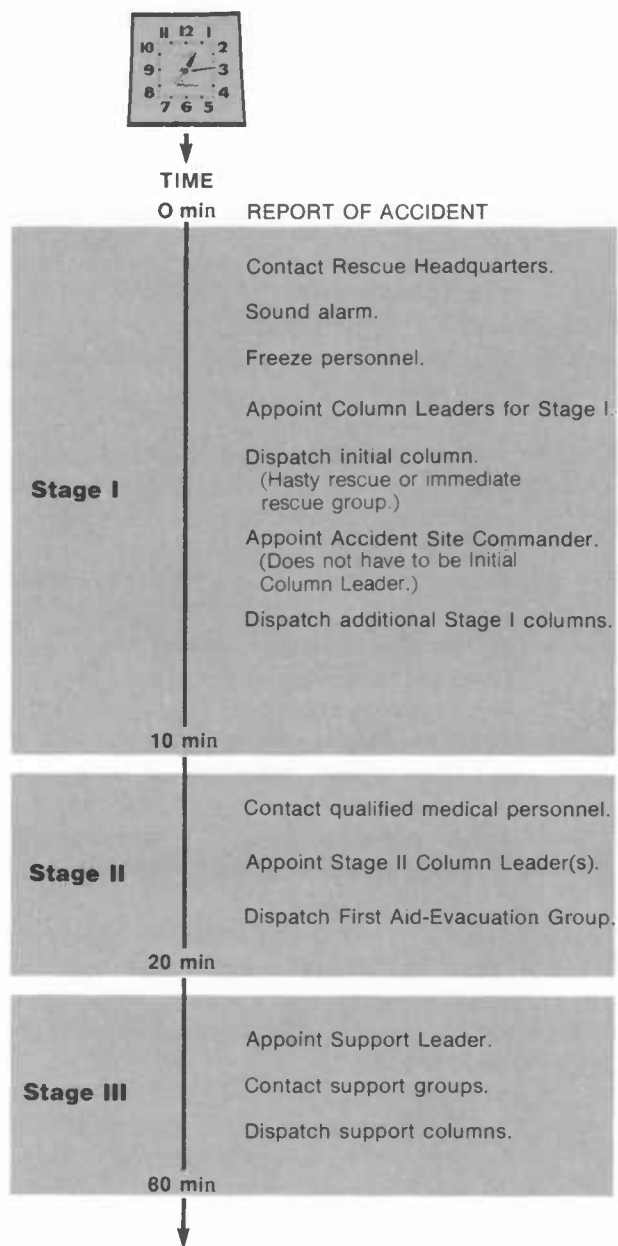 11 12 1
10 2
9 3
8 4
7 6 5
TIME
0 min REPORT OF ACCIDENT
Contact Rescue Headquarters.
Sound alarm.
Freeze personnel.
Appoint Column Leaders for Stage I.
Dispatch initial column.
(Hasty rescue or immediate
rescue group.)
Stage I
Appoint Accident Site Commander.
(Does not have to be Initial
Column Leader.)
Dispatch additional Stage I columns.
10 min
Contact qualified medical personnel.
Stage II
Appoint Stage II Column Leader(s).
Dispatch First Aid-Evacuation Group.
20 min
Appoint Support Leader.
Stage III
Contact support groups.
Dispatch support columns.
60 min